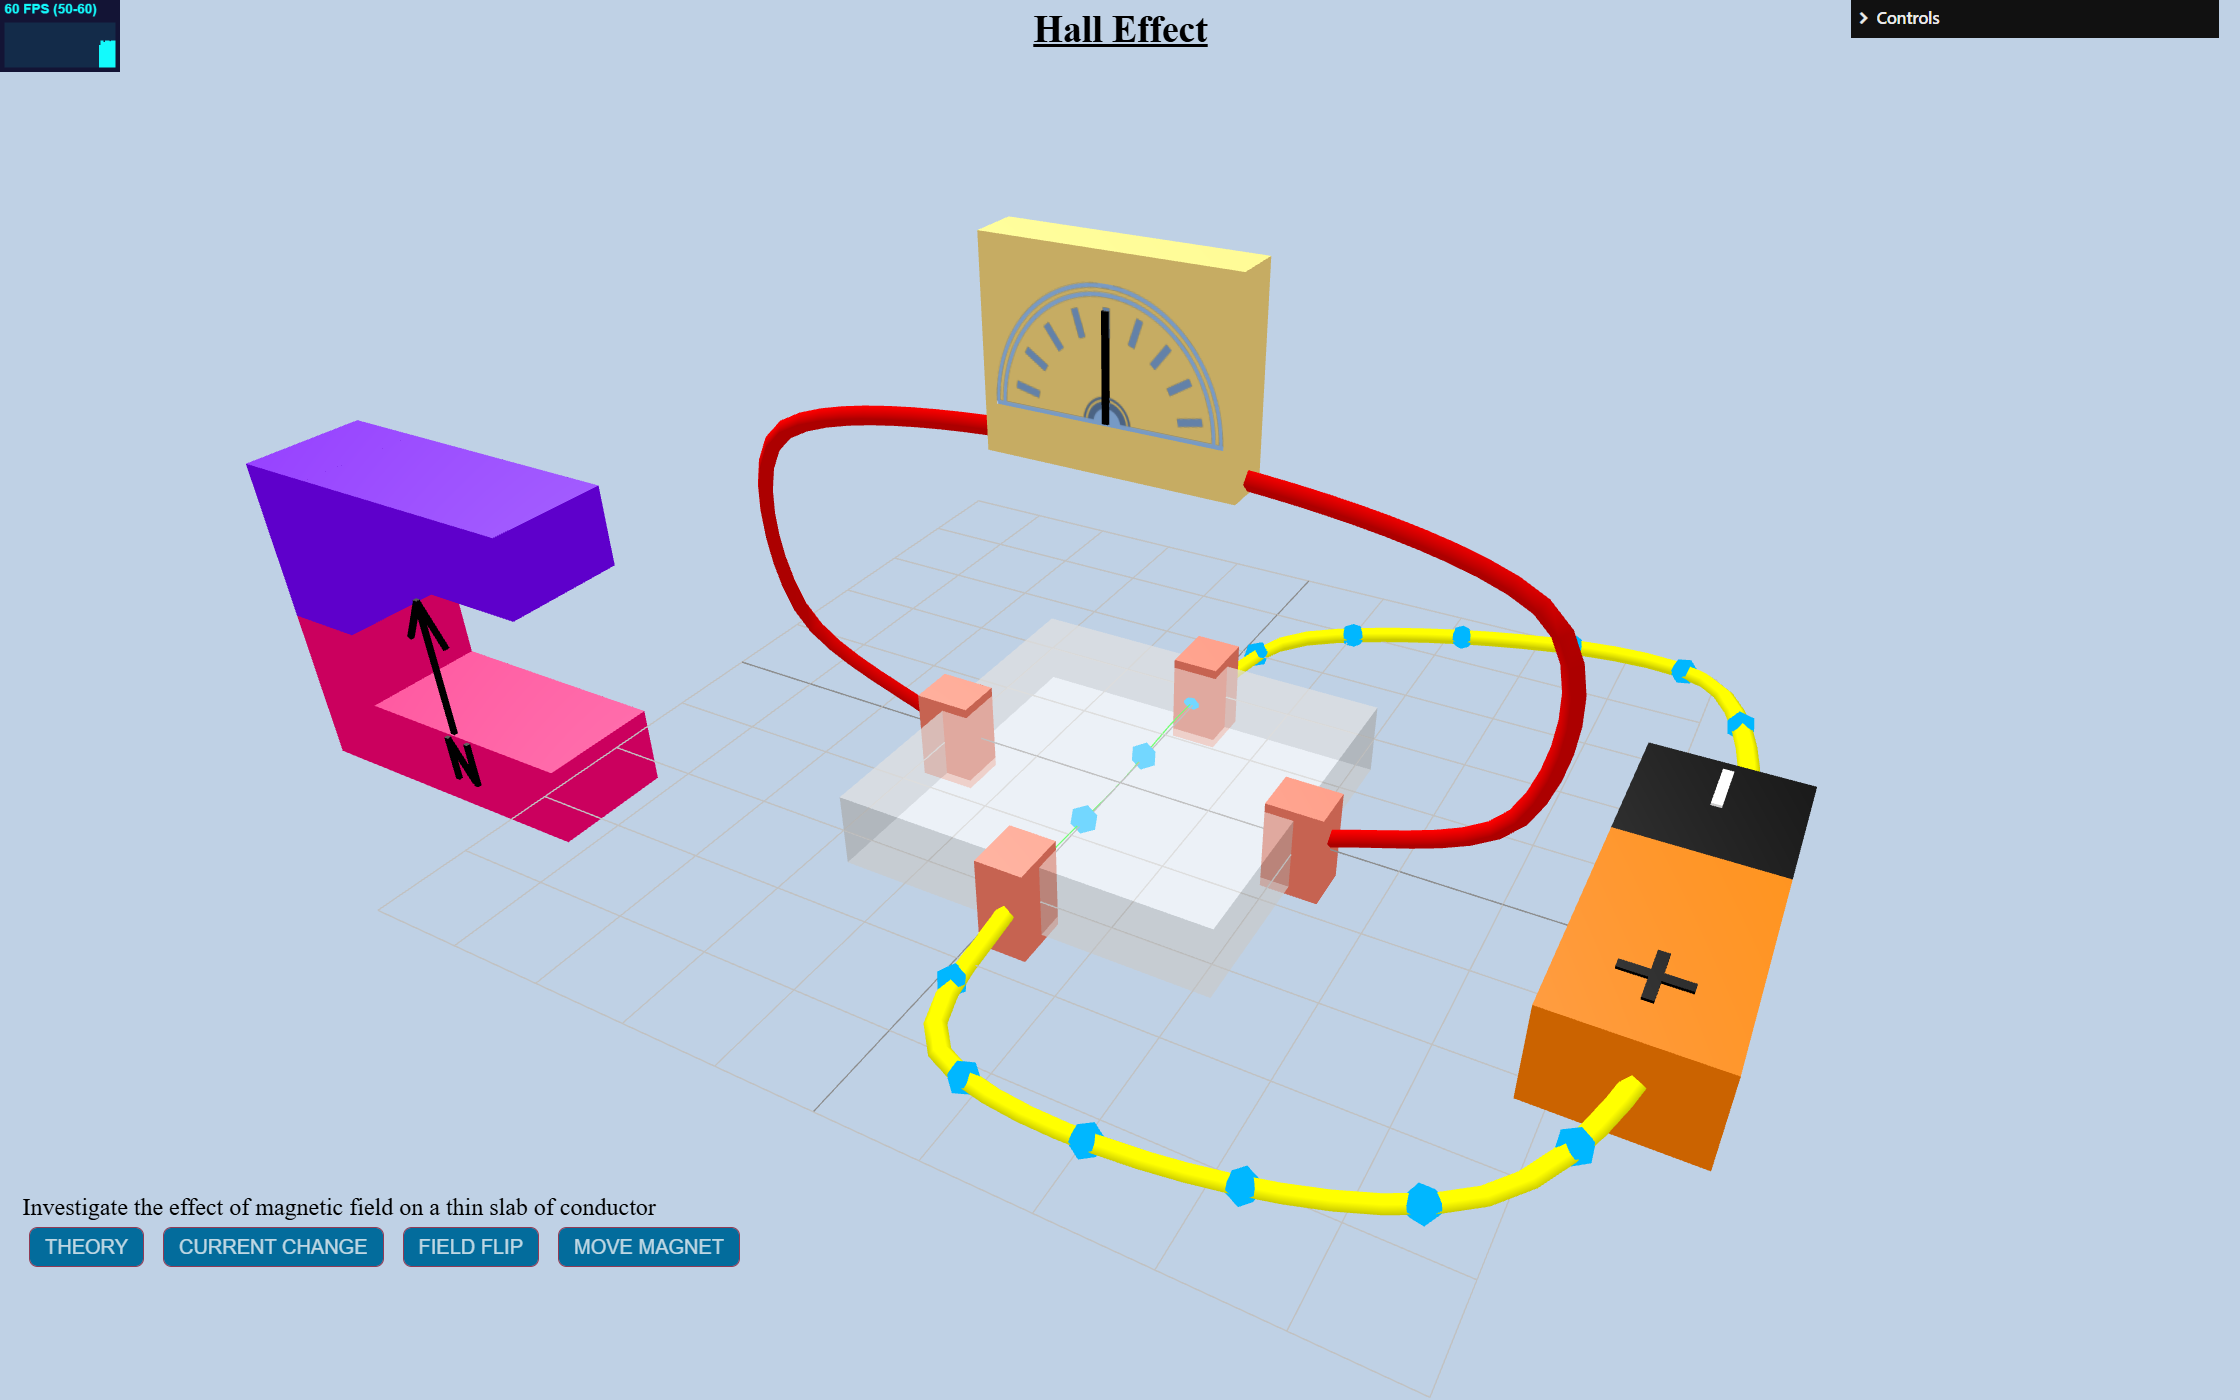 60 FPS (50-60)
Hall Effect
Controls
N
+
Investigate the effect of magnetic field on a thin slab of conductor
THEORY CURRENT CHANGE FIELD FLIP MOVE MAGNET